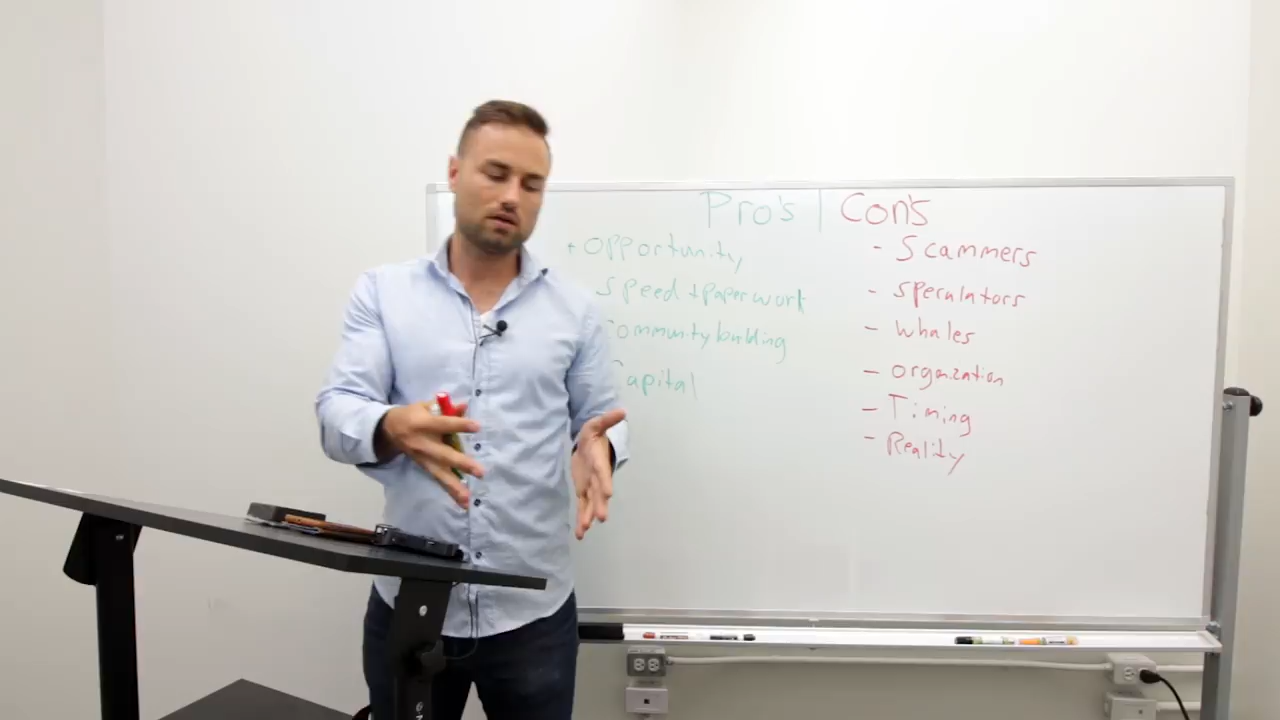 Pro's | Con's
+ Opportunity
Speed + paperwork
Community building
Capital
- Scammers
- Speculators
- Whales
- Organization
- Timing
- Reality